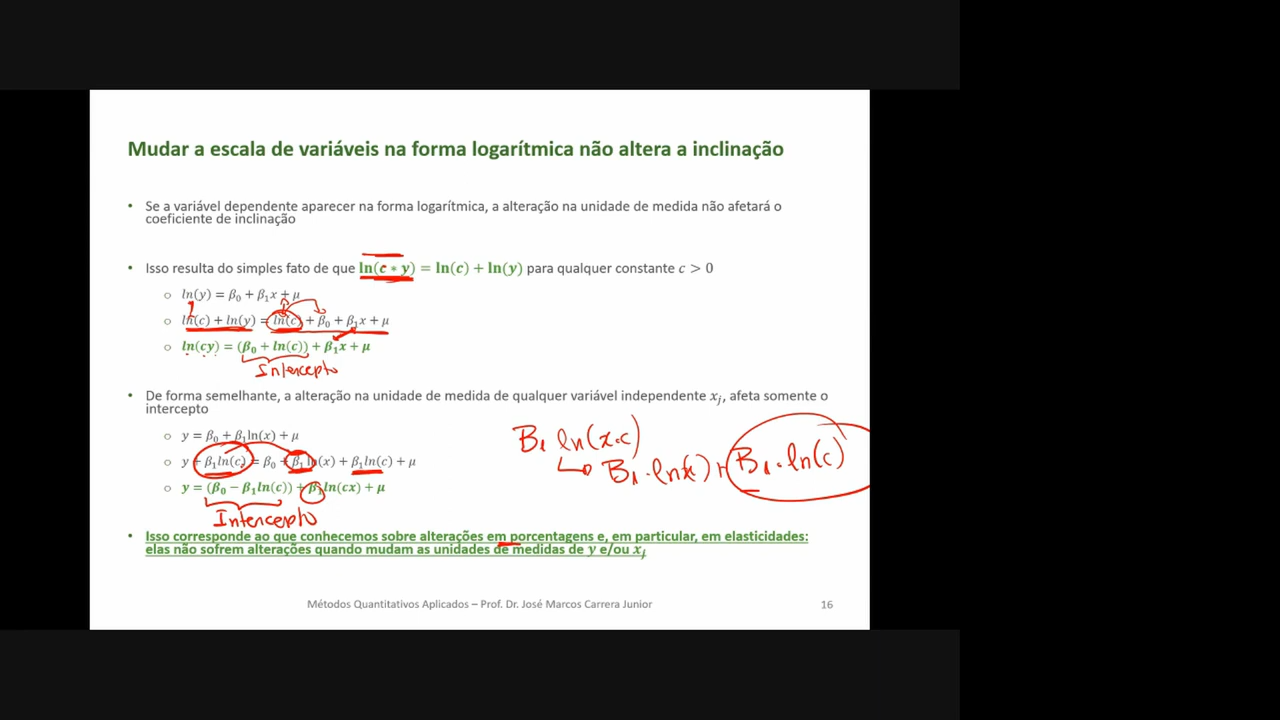 Mudar a escala de variáveis na forma logarítmica não altera a inclinação
• Se a variável dependente aparecer na forma logarítmica, a alteração na unidade de medida não afetará o
coeficiente de inclinação
• Isso resulta do simples fato de que ln(c ∗ y) = ln(c) + ln(y) para qualquer constante c > 0
○ ln(y) = β₀ + β₁x + μ
○ ln(c) + ln(y) = ln(c) + β₀ + β₁x + μ
○ ln(cy) = (β₀ + ln(c)) + β₁x + μ
Intercepto
• De forma semelhante, a alteração na unidade de medida de qualquer variável independente xⱼ, afeta somente o
intercepto
○ y = β₀ + β₁ln(x) + μ
B₁ ln(x.c)
○ y + β₁ln(c) = β₀ + β₁ln(x) + β₁ln(c) + μ
B₁.ln(x) + B₁.ln(c)
○ y = (β₀ − β₁ln(c)) + β₁ln(cx) + μ
Intercepto
• Isso corresponde ao que conhecemos sobre alterações em porcentagens e, em particular, em elasticidades:
elas não sofrem alterações quando mudam as unidades de medidas de y e/ou xⱼ
Métodos Quantitativos Aplicados – Prof. Dr. José Marcos Carrera Junior 16